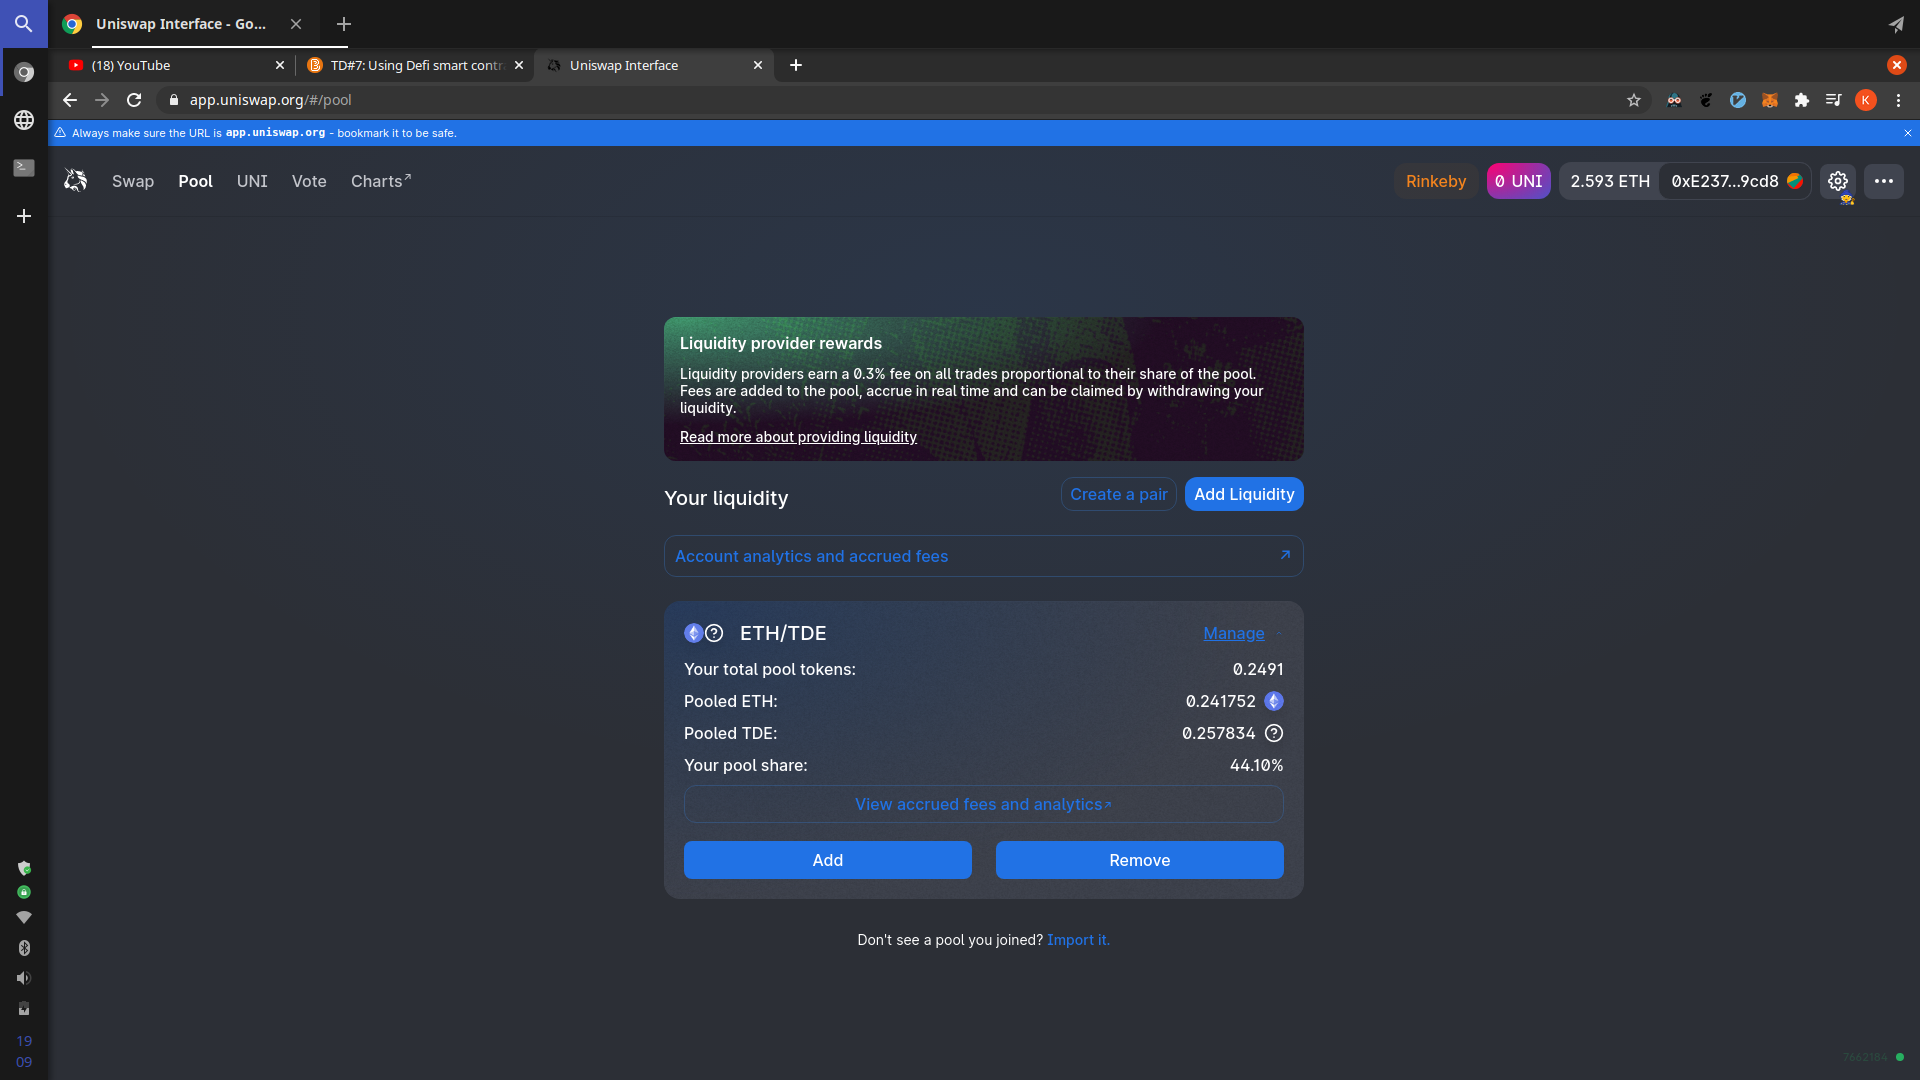 Uniswap Interface - Go...
(18) YouTube
TD#7: Using Defi smart contr
Uniswap Interface
app.uniswap.org/#/pool
K
Always make sure the URL is app.uniswap.org - bookmark it to be safe.
Swap
Pool
UNI
Vote
Charts↗
Rinkeby
0 UNI
2.593 ETH
0xE237...9cd8
Liquidity provider rewards
Liquidity providers earn a 0.3% fee on all trades proportional to their share of the pool.
Fees are added to the pool, accrue in real time and can be claimed by withdrawing your
liquidity.
Read more about providing liquidity
Your liquidity
Create a pair
Add Liquidity
Account analytics and accrued fees ↗
ETH/TDE
Manage
Your total pool tokens: 0.2491
Pooled ETH: 0.241752
Pooled TDE: 0.257834
Your pool share: 44.10%
View accrued fees and analytics↗
Add
Remove
Don't see a pool you joined? Import it.
19
09
7662184